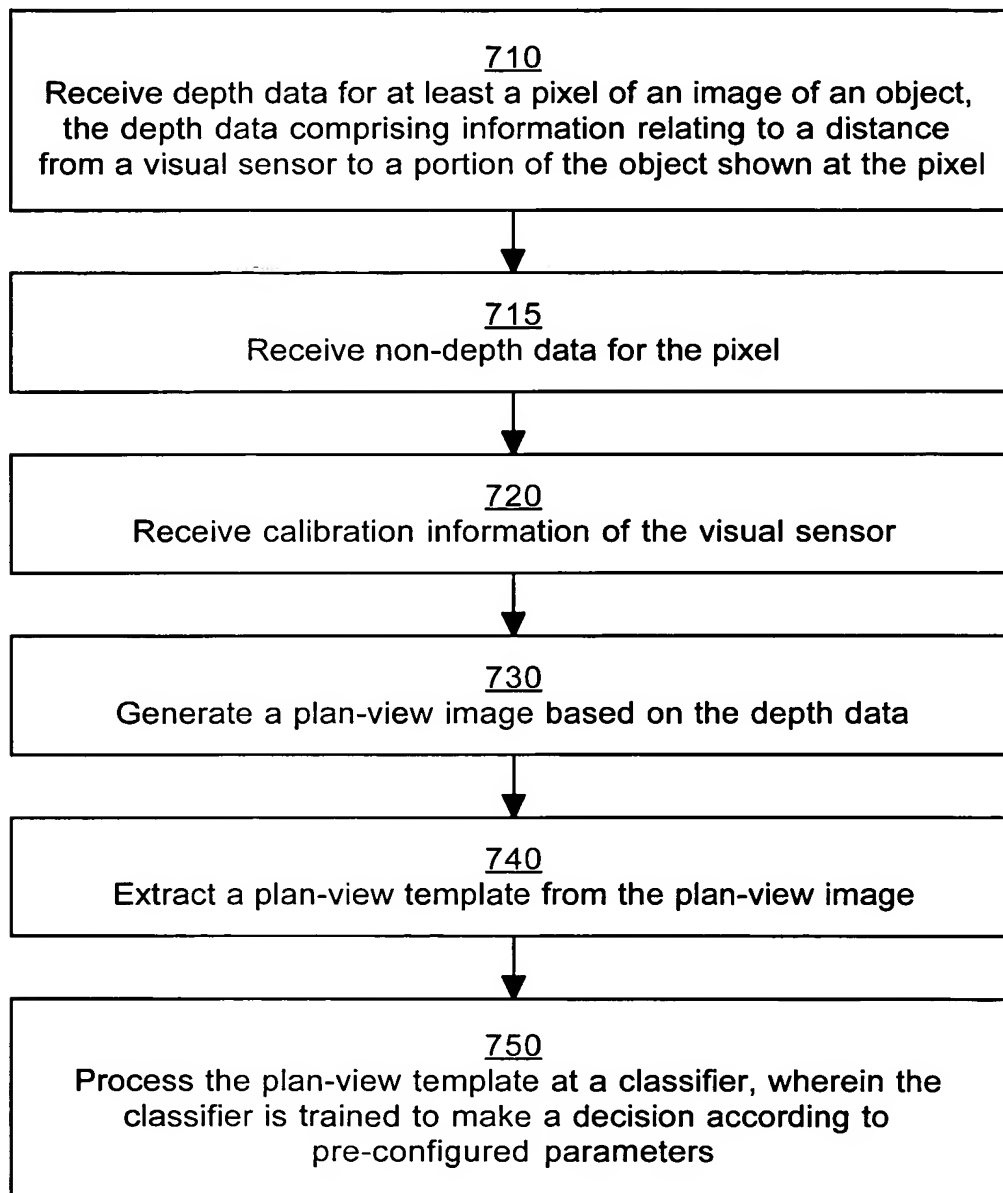 710
Receive depth data for at least a pixel of an image of an object,
the depth data comprising information relating to a distance
from a visual sensor to a portion of the object shown at the pixel
715
Receive non-depth data for the pixel
720
Receive calibration information of the visual sensor
730
Generate a plan-view image based on the depth data
740
Extract a plan-view template from the plan-view image
750
Process the plan-view template at a classifier, wherein the
classifier is trained to make a decision according to
pre-configured parameters